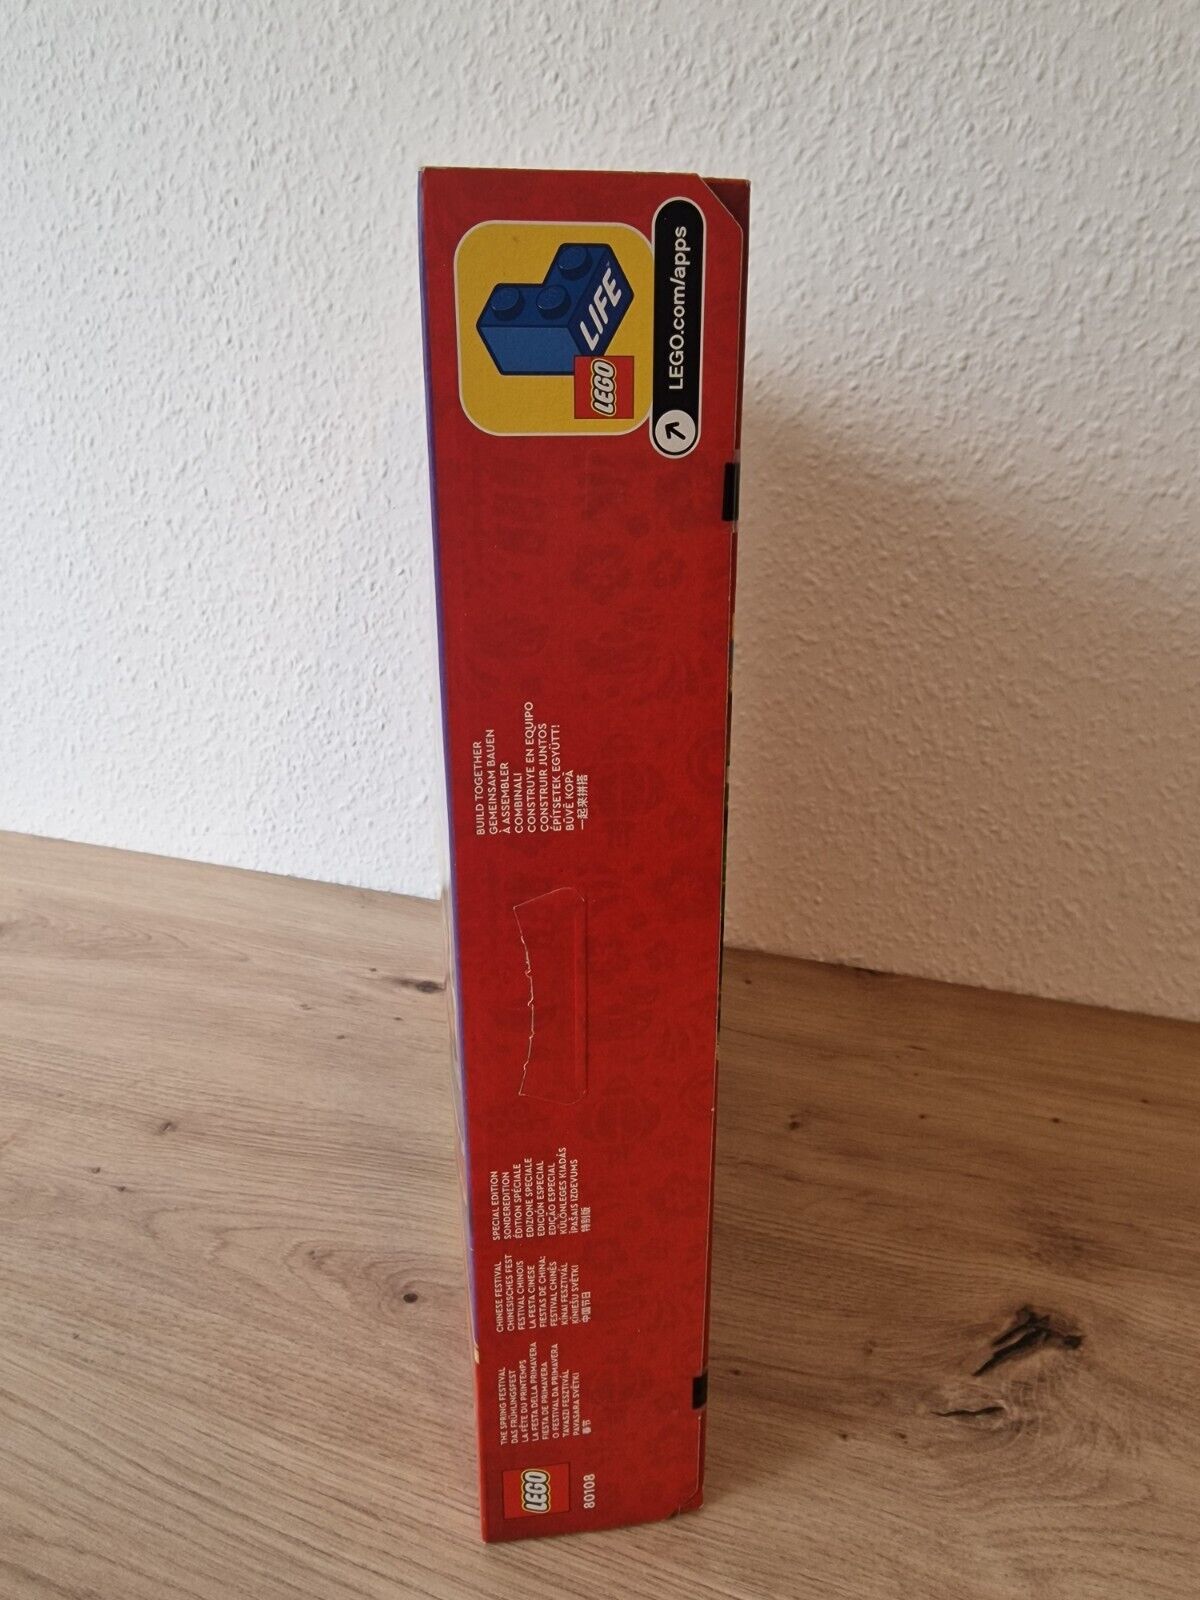 LEGO
80108
THE SPRING FESTIVAL
DAS FRÜHLINGSFEST
LA FÊTE DU PRINTEMPS
LA FESTA DELLA PRIMAVERA
FIESTA DE PRIMAVERA
O FESTIVAL DA PRIMAVERA
TAVASZI FESZTIVÁL
PAVASARA SVĒTKI
春节
CHINESE FESTIVAL
CHINESISCHES FEST
FESTIVAL CHINOIS
LA FESTA CINESE
FIESTAS DE CHINA:
FESTIVAL CHINÊS
KÍNAI FESZTIVÁL
ĶĪNIEŠU SVĒTKI
中国节日
SPECIAL EDITION
SONDEREDITION
ÉDITION SPÉCIALE
EDIZIONE SPECIALE
EDICIÓN ESPECIAL
EDIÇÃO ESPECIAL
KÜLÖNLEGES KIADÁS
ĪPAŠAIS IZDEVUMS
特别版
BUILD TOGETHER
GEMEINSAM BAUEN
À ASSEMBLER
COMBINALI
CONSTRUYE EN EQUIPO
CONSTRUIR JUNTOS
ÉPÍTSETEK EGYÜTT!
BŪVĒ KOPĀ
一起来拼搭
LEGO
LIFE
LEGO.com/apps